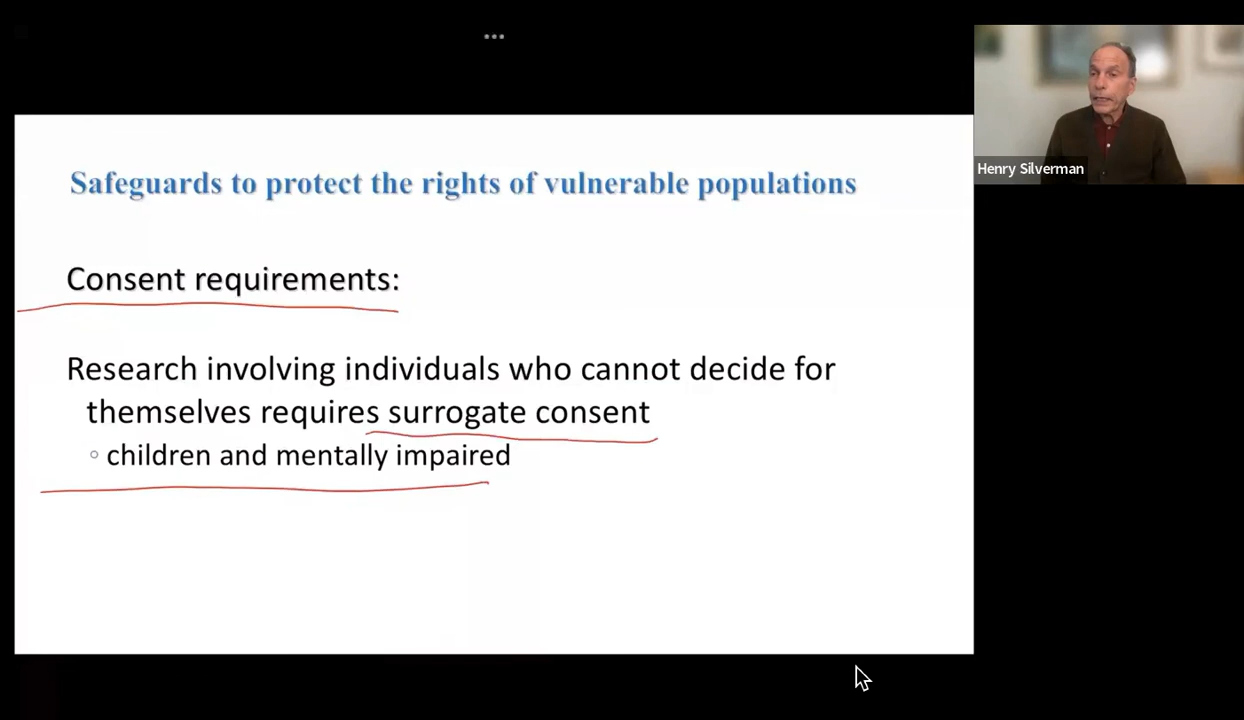 Safeguards to protect the rights of vulnerable populations
Consent requirements:
Research involving individuals who cannot decide for
themselves requires surrogate consent
◦ children and mentally impaired
Henry Silverman